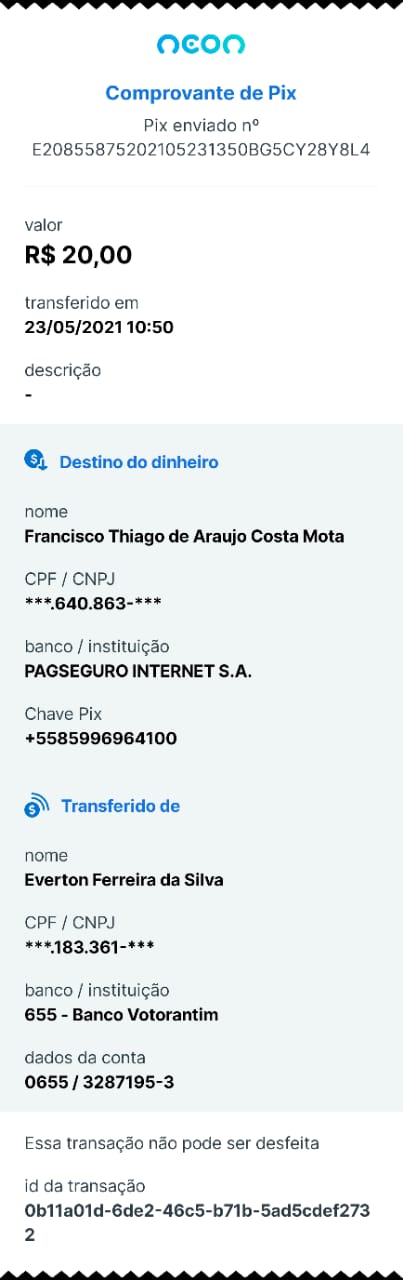 neon
Comprovante de Pix
Pix enviado nº
E20855875202105231350BG5CY28Y8L4
valor
R$ 20,00
transferido em
23/05/2021 10:50
descrição
-
Destino do dinheiro
nome
Francisco Thiago de Araujo Costa Mota
CPF / CNPJ
***.640.863-***
banco / instituição
PAGSEGURO INTERNET S.A.
Chave Pix
+5585996964100
Transferido de
nome
Everton Ferreira da Silva
CPF / CNPJ
***.183.361-***
banco / instituição
655 - Banco Votorantim
dados da conta
0655 / 3287195-3
Essa transação não pode ser desfeita
id da transação
0b11a01d-6de2-46c5-b71b-5ad5cdef273
2